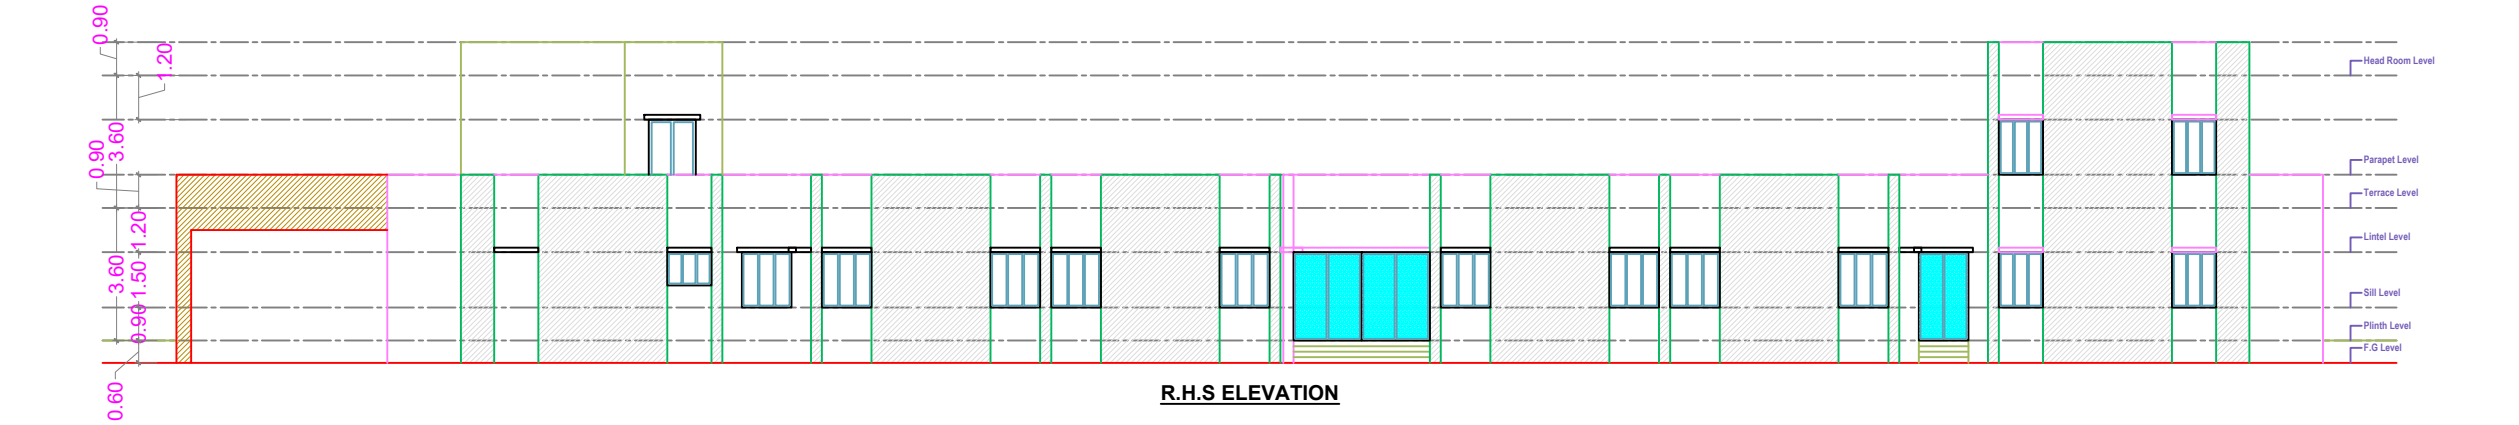 0.90
1.20
Head Room Level
3.60
0.90
Parapet Level
Terrace Level
1.20
Lintel Level
3.60
1.50
Sill Level
0.90
Plinth Level
F.G Level
0.60
R.H.S ELEVATION